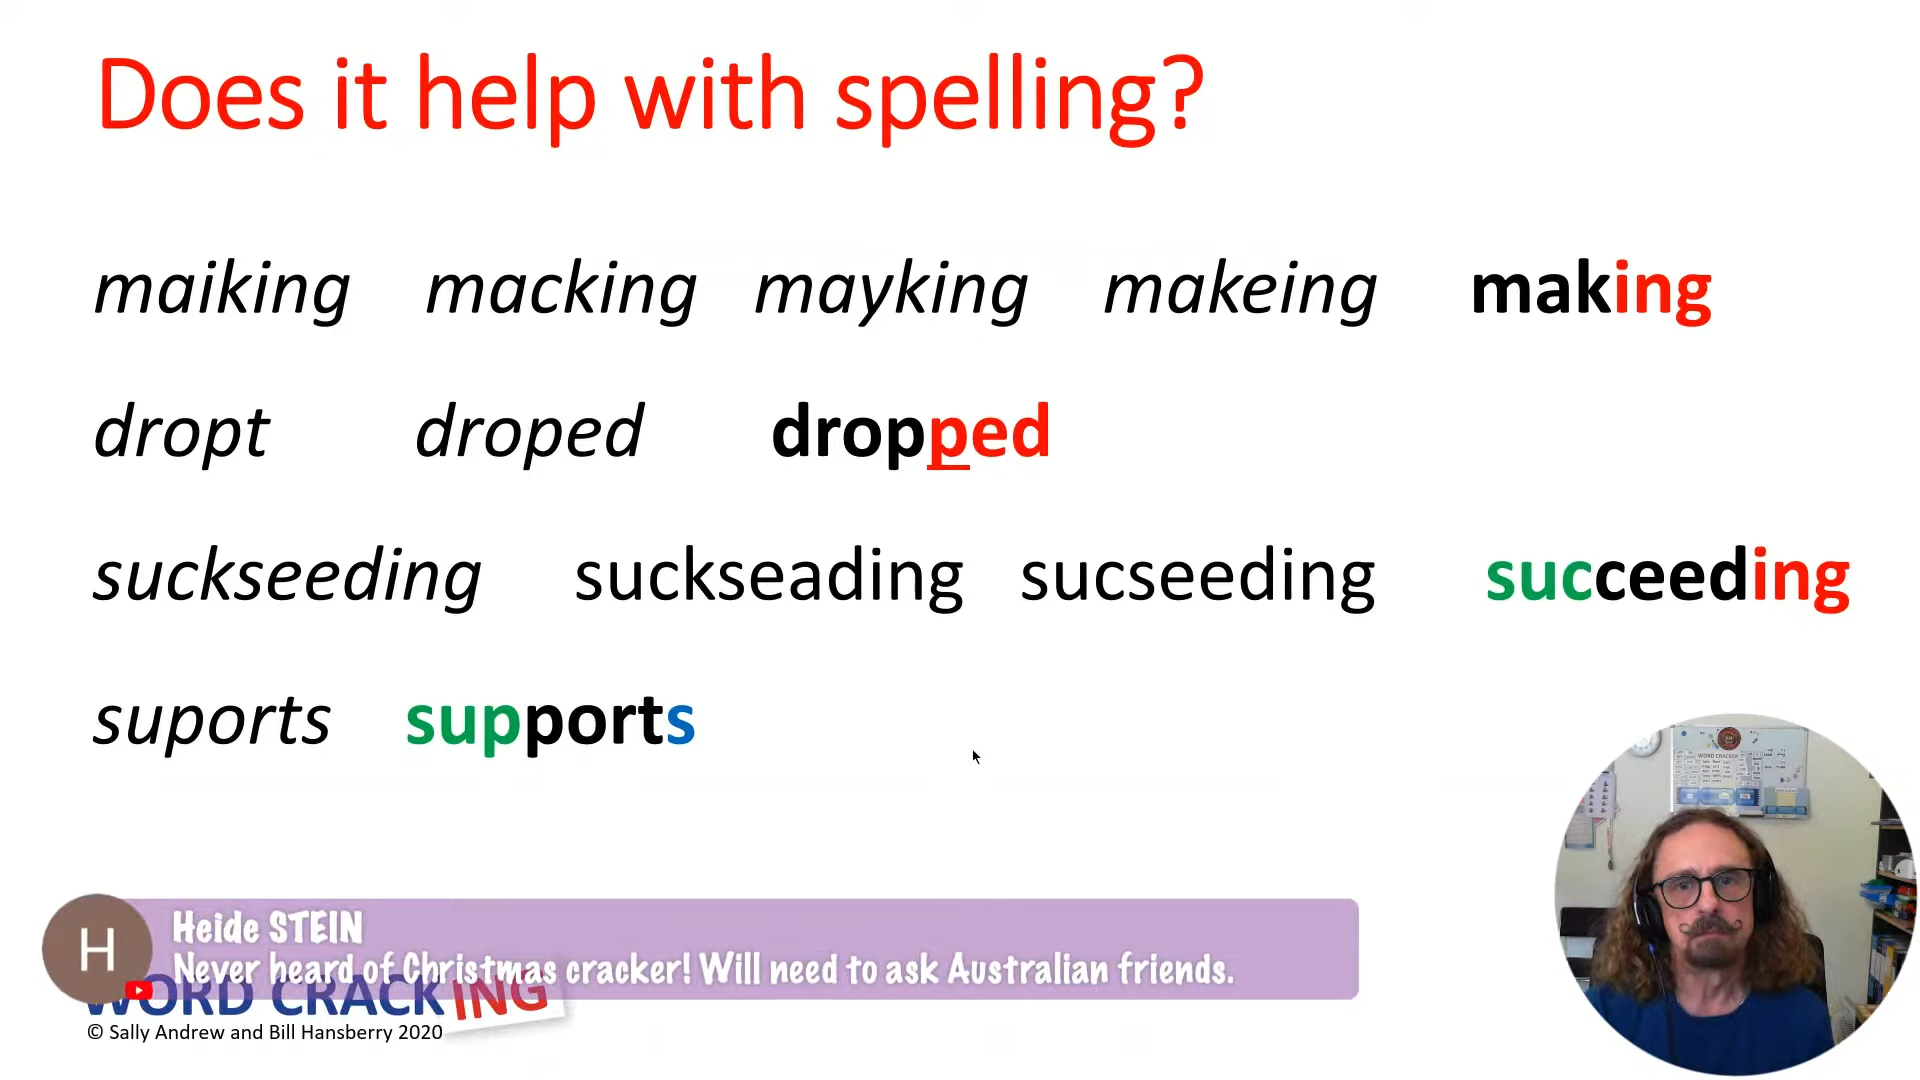 Does it help with spelling?
maiking macking mayking makeing making
dropt droped dropped
suckseeding suckseading sucseeding succeeding
suports supports
H
Heide STEIN
Never heard of Christmas cracker! Will need to ask Australian friends.
WORD CRACKING
© Sally Andrew and Bill Hansberry 2020
WORD CRACKER